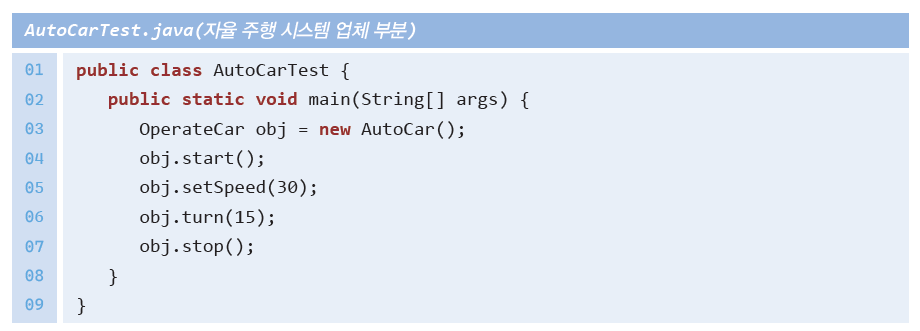 AutoCarTest.java(자율 주행 시스템 업체 부분)
01 public class AutoCarTest {
02 public static void main(String[] args) {
03 OperateCar obj = new AutoCar();
04 obj.start();
05 obj.setSpeed(30);
06 obj.turn(15);
07 obj.stop();
08 }
09 }